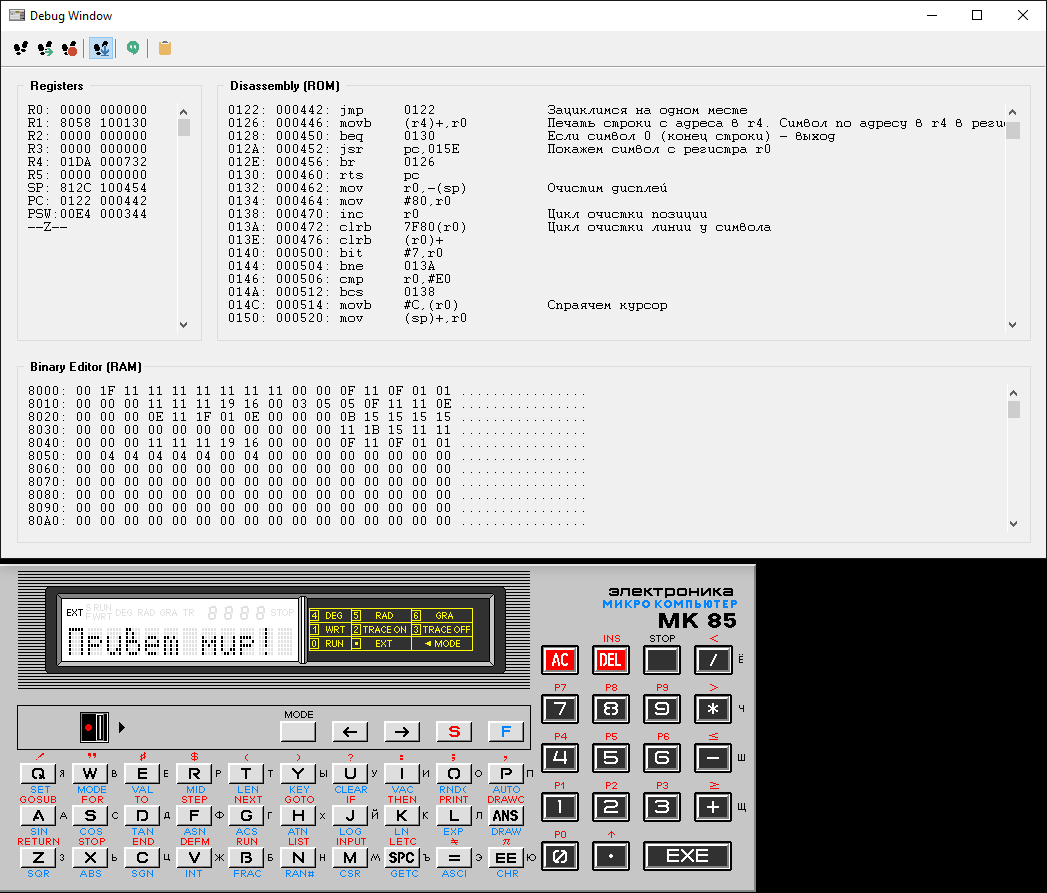 Debug Window
Registers
R0: 0000 000000
R1: 8058 100130
R2: 0000 000000
R3: 0000 000000
R4: 01DA 000732
R5: 0000 000000
SP: 812C 100454
PC: 0122 000442
PSW:00E4 000344
--Z--
Disassembly (ROM)
0122: 000442: jmp 0122 Зациклимся на одном месте
0126: 000446: movb (r4)+,r0 Печать строки с адреса в r4. Символ по адресу в r4 в реги
0128: 000450: beq 0130 Если символ 0 (конец строки) - выход
012A: 000452: jsr pc,015E Покажем символ с регистра r0
012E: 000456: br 0126
0130: 000460: rts pc
0132: 000462: mov r0,-(sp) Очистим дисплей
0134: 000464: mov #80,r0
0138: 000470: inc r0 Цикл очистки позиции
013A: 000472: clrb 7F80(r0) Цикл очистки линии у символа
013E: 000476: clrb (r0)+
0140: 000500: bit #7,r0
0144: 000504: bne 013A
0146: 000506: cmp r0,#E0
014A: 000512: bcs 0138
014C: 000514: movb #C,(r0) Спраячем курсор
0150: 000520: mov (sp)+,r0
Binary Editor (RAM)
8000: 00 1F 11 11 11 11 11 11 11 00 00 0F 11 0F 01 01 ................
8010: 00 00 00 11 11 11 19 16 00 03 05 05 0F 11 11 0E ................
8020: 00 00 00 0E 11 1F 01 0E 00 00 00 0B 15 15 15 15 ................
8030: 00 00 00 00 00 00 00 00 00 00 00 11 1B 15 11 11 ................
8040: 00 00 00 11 11 11 19 16 00 00 00 0F 11 0F 01 01 ................
8050: 00 04 04 04 04 04 00 04 00 00 00 00 00 00 00 00 ................
8060: 00 00 00 00 00 00 00 00 00 00 00 00 00 00 00 00 ................
8070: 00 00 00 00 00 00 00 00 00 00 00 00 00 00 00 00 ................
8080: 00 00 00 00 00 00 00 00 00 00 00 00 00 00 00 00 ................
8090: 00 00 00 00 00 00 00 00 00 00 00 00 00 00 00 00 ................
80A0: 00 00 00 00 00 00 00 00 00 00 00 00 00 00 00 00 ................
EXT S RUN F WRT DEG RAD GRA TR 8888 STOP
Привет мир!
4 DEG 5 RAD 6 GRA
1 WRT 2 TRACE ON 3 TRACE OFF
0 RUN • EXT ◄ MODE
электроника
МИКРОКОМПЬЮТЕР
МК 85
INS STOP <
AC DEL / Ё
P7 P8 P9 >
7 8 9 * Ч
P4 P5 P6 ≤
4 5 6 − Ш
P1 P2 P3 ≥
1 2 3 + Щ
P0 ↑
0 · EXE
MODE
← → S F
" # $ ( ) ? : ; ,
Q Я W В E Е R Р T Т Y Ы U У I И O О P П
SET MODE VAL MID LEN KEY CLEAR VAC RND( AUTO
GOSUB FOR TO STEP NEXT GOTO IF THEN PRINT DRAWC
A А S С D Д F Ф G Г H Х J Й K К L Л ANS
SIN COS TAN ASN ACS ATN LOG LN EXP DRAW
RETURN STOP END DEFM RUN LIST INPUT LETC ≠ π
Z З X Ь C Ц V Ж B Б N Н M М SPC Ъ = Э EE Ю
SQR ABS SGN INT FRAC RAN# CSR GETC ASCI CHR